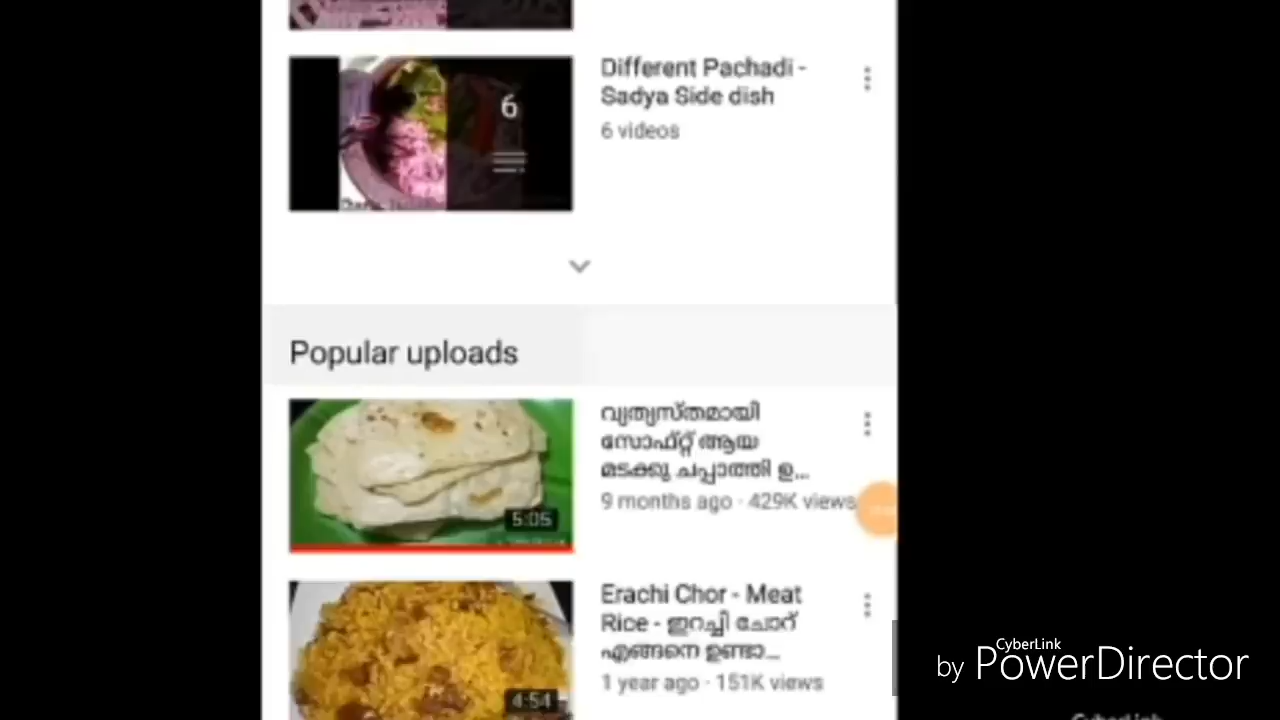 6
Different Pachadi -
Sadya Side dish
6 videos
Popular uploads
5:05
വ്യത്യസ്തമായി
സോഫ്റ്റ് ആയ
മടക്കു ചപ്പാത്തി ഉ...
9 months ago · 429K views
4:54
Erachi Chor - Meat
Rice - ഇറച്ചി ചോറ്
എങ്ങനെ ഉണ്ടാ...
1 year ago · 151K views
CyberLink
by PowerDirector
CyberLink